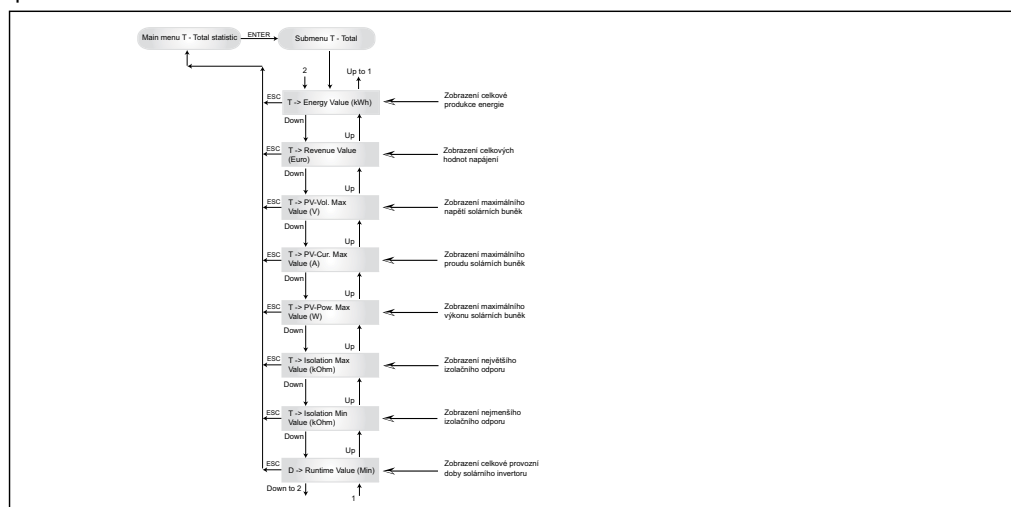 Main menu T - Total statistic
ENTER
Submenu T - Total
2
Up to 1
ESC
T -> Energy Value (kWh)
Zobrazení celkové
produkce energie
Down
Up
ESC
T -> Revenue Value
(Euro)
Zobrazení celkových
hodnot napájení
Down
Up
ESC
T -> PV-Vol. Max
Value (V)
Zobrazení maximálního
napětí solárních buněk
Down
Up
ESC
T -> PV-Cur. Max
Value (A)
Zobrazení maximálního
proudu solárních buněk
Down
Up
ESC
T -> PV-Pow. Max
Value (W)
Zobrazení maximálního
výkonu solárních buněk
Down
Up
ESC
T -> Isolation Max
Value (kOhm)
Zobrazení největšího
izolačního odporu
Down
Up
ESC
T -> Isolation Min
Value (kOhm)
Zobrazení nejmenšího
izolačního odporu
Down
Up
ESC
D -> Runtime Value (Min)
Zobrazení celkové provozní
doby solárního invertoru
Down to 2
1